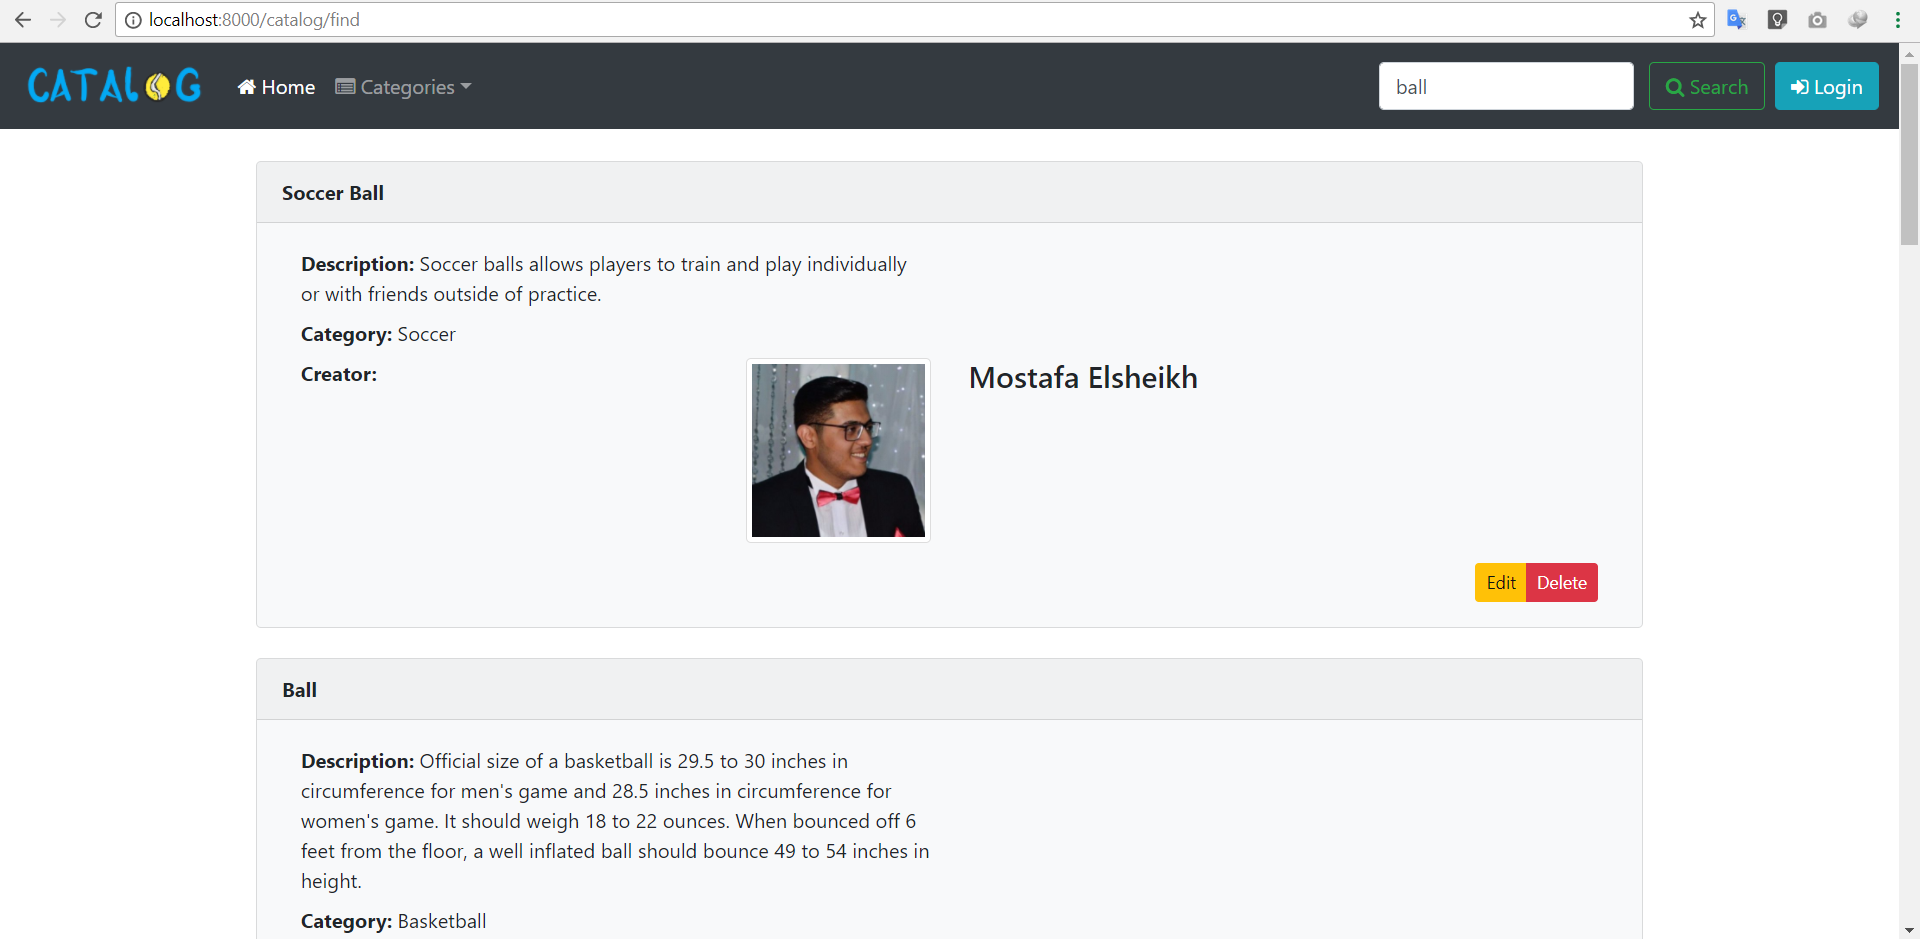 localhost:8000/catalog/find
CATALOG
Home
Categories
ball
Search
Login
Soccer Ball
Description: Soccer balls allows players to train and play individually
or with friends outside of practice.
Category: Soccer
Creator:
Mostafa Elsheikh
Edit
Delete
Ball
Description: Official size of a basketball is 29.5 to 30 inches in
circumference for men's game and 28.5 inches in circumference for
women's game. It should weigh 18 to 22 ounces. When bounced off 6
feet from the floor, a well inflated ball should bounce 49 to 54 inches in
height.
Category: Basketball